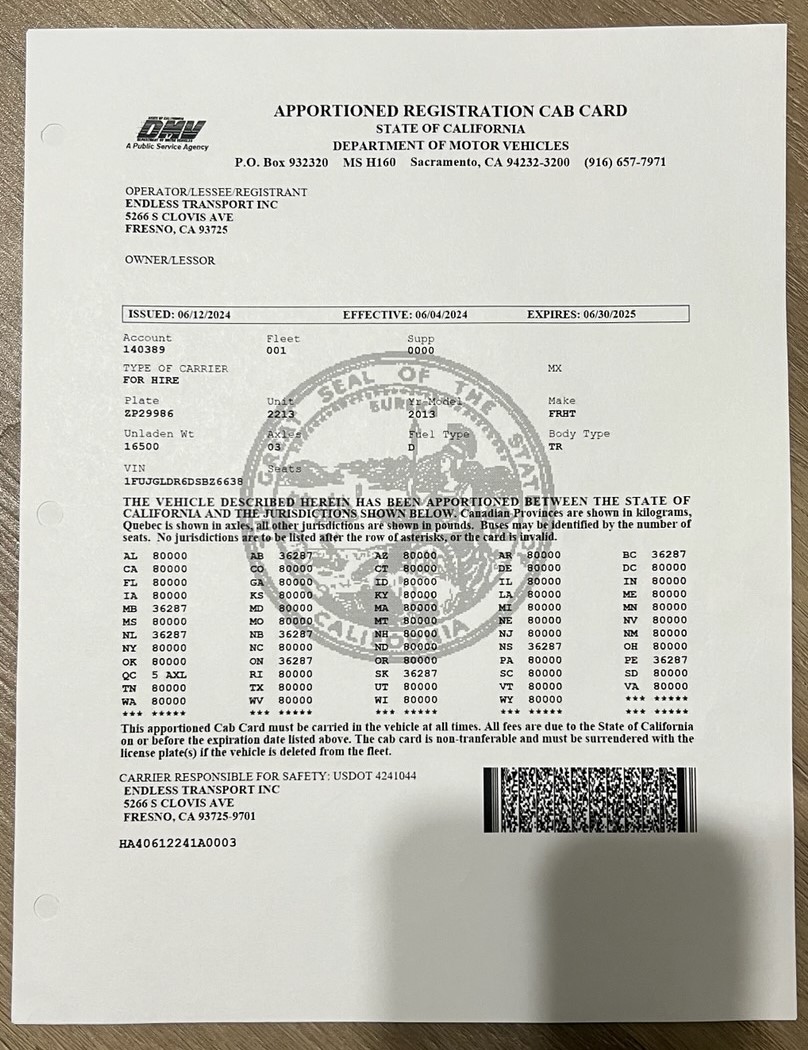 STATE OF CALIFORNIA
DMV
DEPARTMENT OF MOTOR VEHICLES
A Public Service Agency
APPORTIONED REGISTRATION CAB CARD
STATE OF CALIFORNIA
DEPARTMENT OF MOTOR VEHICLES
P.O. Box 932320 MS H160 Sacramento, CA 94232-3200 (916) 657-7971
OPERATOR/LESSEE/REGISTRANT
ENDLESS TRANSPORT INC
5266 S CLOVIS AVE
FRESNO, CA 93725
OWNER/LESSOR
ISSUED: 06/12/2024 EFFECTIVE: 06/04/2024 EXPIRES: 06/30/2025
Account Fleet Supp
140389 001 0000
TYPE OF CARRIER MX
FOR HIRE
Plate Unit Yr-Model Make
ZP29986 2213 2013 FRHT
Unladen Wt Axles Fuel Type Body Type
16500 03 D TR
VIN Seats
1FUJGLDR6DSBZ6638
GREAT SEAL OF THE STATE
EUREKA
CALIFORNIA
THE VEHICLE DESCRIBED HEREIN HAS BEEN APPORTIONED BETWEEN THE STATE OF
CALIFORNIA AND THE JURISDICTIONS SHOWN BELOW. Canadian Provinces are shown in kilograms,
Quebec is shown in axles, all other jurisdictions are shown in pounds. Buses may be identified by the number of
seats. No jurisdictions are to be listed after the row of asterisks, or the card is invalid.
AL 80000 AB 36287 AZ 80000 AR 80000 BC 36287
CA 80000 CO 80000 CT 80000 DE 80000 DC 80000
FL 80000 GA 80000 ID 80000 IL 80000 IN 80000
IA 80000 KS 80000 KY 80000 LA 80000 ME 80000
MB 36287 MD 80000 MA 80000 MI 80000 MN 80000
MS 80000 MO 80000 MT 80000 NE 80000 NV 80000
NL 36287 NB 36287 NH 80000 NJ 80000 NM 80000
NY 80000 NC 80000 ND 80000 NS 36287 OH 80000
OK 80000 ON 36287 OR 80000 PA 80000 PE 36287
QC 5 AXL RI 80000 SK 36287 SC 80000 SD 80000
TN 80000 TX 80000 UT 80000 VT 80000 VA 80000
WA 80000 WV 80000 WI 80000 WY 80000 *** *****
*** ***** *** ***** *** ***** *** ***** *** *****
This apportioned Cab Card must be carried in the vehicle at all times. All fees are due to the State of California
on or before the expiration date listed above. The cab card is non-tranferable and must be surrendered with the
license plate(s) if the vehicle is deleted from the fleet.
CARRIER RESPONSIBLE FOR SAFETY: USDOT 4241044
ENDLESS TRANSPORT INC
5266 S CLOVIS AVE
FRESNO, CA 93725-9701
HA40612241A0003